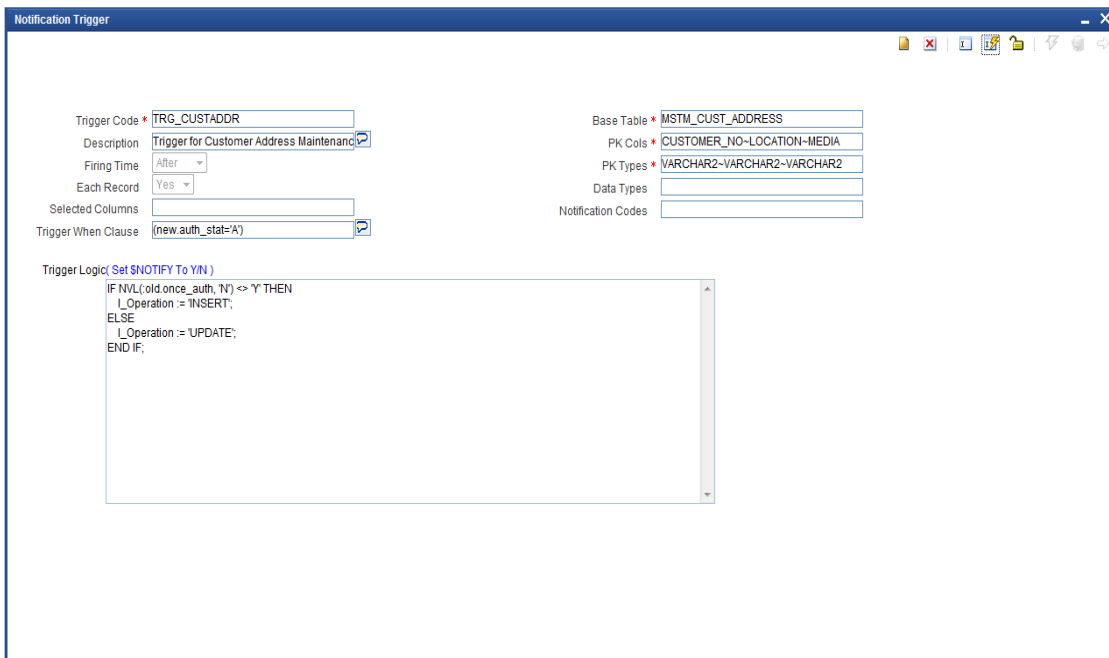 Notification Trigger
Trigger Code * TRG_CUSTADDR
Description Trigger for Customer Address Maintenanc
Firing Time After
Each Record Yes
Selected Columns
Trigger When Clause (new.auth_stat='A')
Base Table * MSTM_CUST_ADDRESS
PK Cols * CUSTOMER_NO~LOCATION~MEDIA
PK Types * VARCHAR2~VARCHAR2~VARCHAR2
Data Types
Notification Codes
Trigger Logic( Set $NOTIFY To Y/N )
IF NVL(:old.once_auth, 'N') <> 'Y' THEN
l_Operation := 'INSERT';
ELSE
l_Operation := 'UPDATE';
END IF;